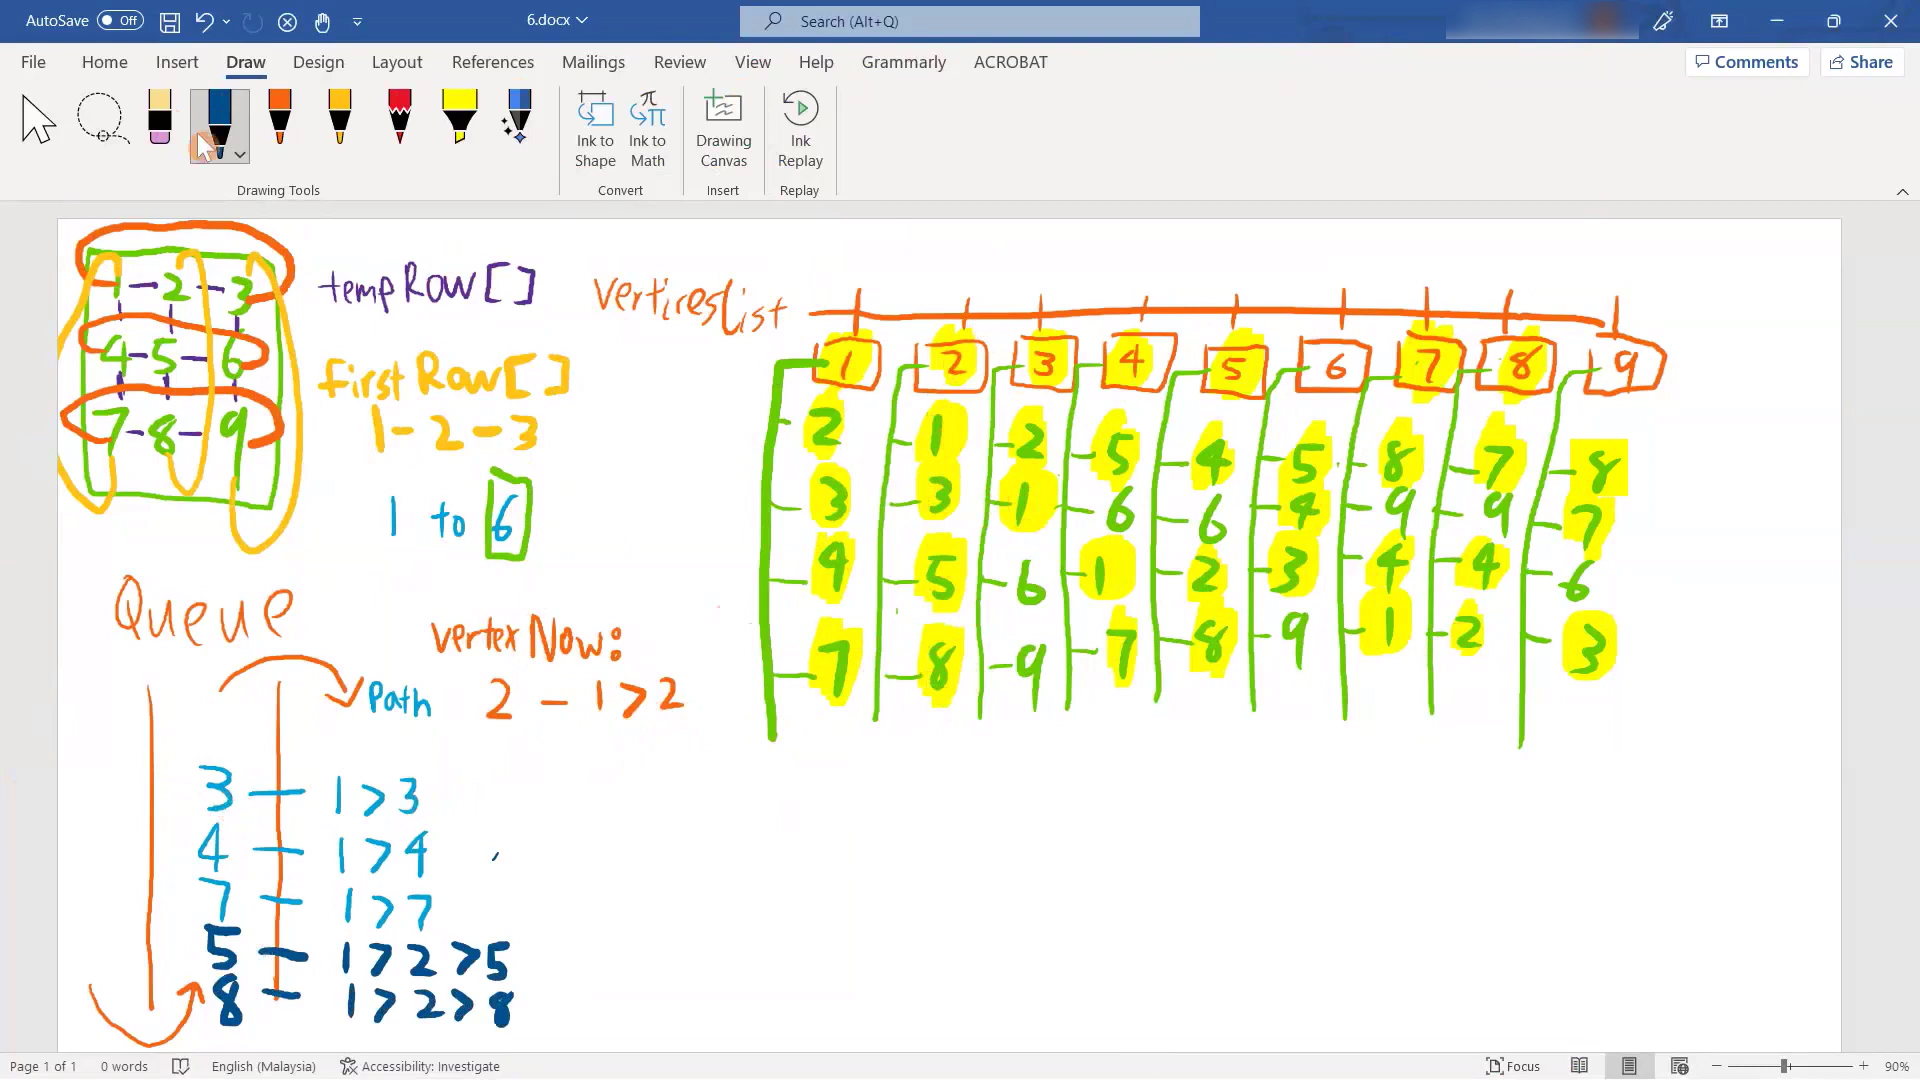 AutoSave Off 6.docx Search (Alt+Q)
File Home Insert Draw Design Layout References Mailings Review View Help Grammarly ACROBAT Comments Share
Ink to Shape
Ink to Math
Drawing Canvas
Ink Replay
Drawing Tools Convert Insert Replay
1-2-3
4-5-6
7-8-9
tempRow[]
firstRow[]
1-2-3
1 to 6
VertiresList
1 2 3 4 5 6 7 8 9
2 1 2 5 4 5 8 7 8
3 3 1 6 6 4 9 9 7
4 5 6 1 2 3 4 4 6
7 8 9 7 8 9 1 2 3
Queue
vertexNow:
Path 2 - 1>2
3 - 1>3
4 - 1>4
7 - 1>7
5 - 1>2>5
8 - 1>2>8
Page 1 of 1 0 words English (Malaysia) Accessibility: Investigate Focus 90%